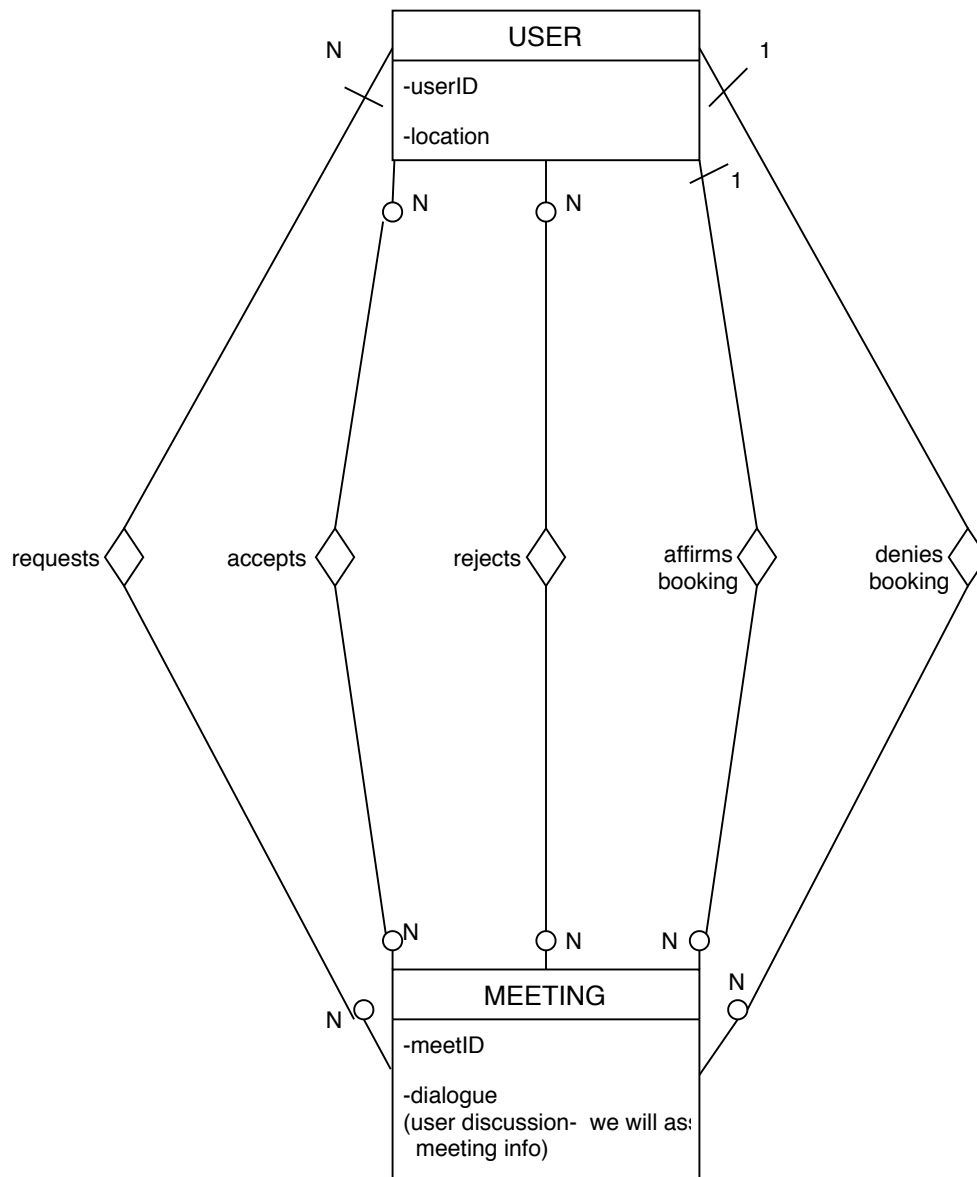 USER
N
1
-userID
-location
1
N
N
requests
accepts
rejects
affirms
booking
denies
booking
N
N
N
N
N
MEETING
-meetID
-dialogue
(user discussion-  we will
meeting info)